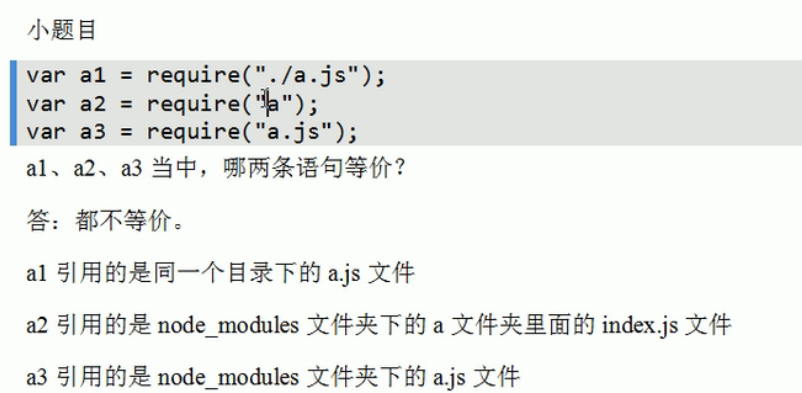 小题目
var a1 = require("./a.js");
var a2 = require("a");
var a3 = require("a.js");
a1、a2、a3 当中，哪两条语句等价？
答：都不等价。
a1 引用的是同一个目录下的 a.js 文件
a2 引用的是 node_modules 文件夹下的 a 文件夹里面的 index.js 文件
a3 引用的是 node_modules 文件夹下的 a.js 文件